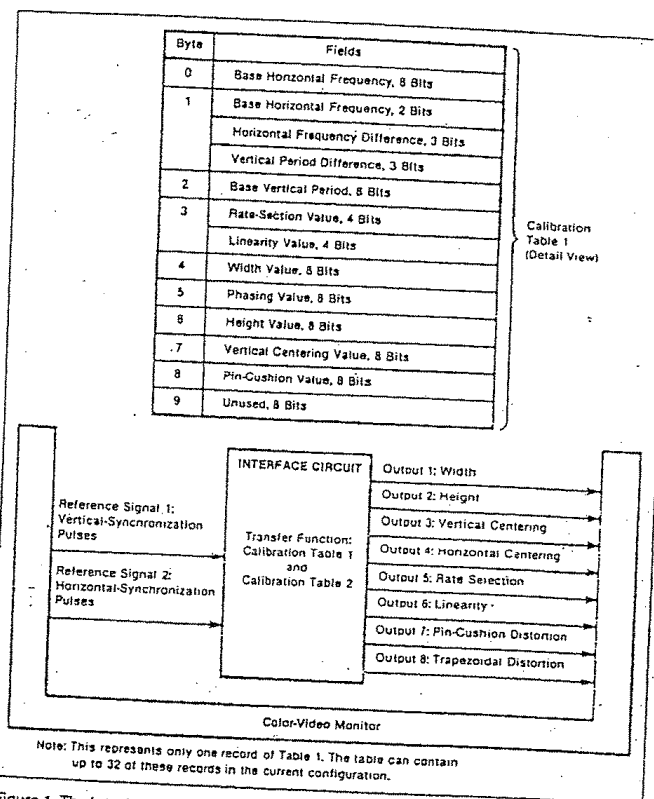 Byte Fields
0 Base Horizontal Frequency, 8 Bits
1 Base Horizontal Frequency, 2 Bits
Horizontal Frequency Difference, 3 Bits
Vertical Period Difference, 3 Bits
2 Base Vertical Period, 8 Bits
3 Rate-Section Value, 4 Bits
Linearity Value, 4 Bits
4 Width Value, 8 Bits
5 Phasing Value, 8 Bits
6 Height Value, 8 Bits
7 Vertical Centering Value, 8 Bits
8 Pin-Cushion Value, 8 Bits
9 Unused, 8 Bits
Calibration
Table 1
(Detail View)
Reference Signal 1:
Vertical-Synchronization
Pulses
Reference Signal 2:
Horizontal-Synchronization
Pulses
INTERFACE CIRCUIT
Transfer Function:
Calibration Table 1
and
Calibration Table 2
Output 1: Width
Output 2: Height
Output 3: Vertical Centering
Output 4: Horizontal Centering
Output 5: Rate Selection
Output 6: Linearity
Output 7: Pin-Cushion Distortion
Output 8: Trapezoidal Distortion
Color-Video Monitor
Note: This represents only one record of Table 1. The table can contain
up to 32 of these records in the current configuration.